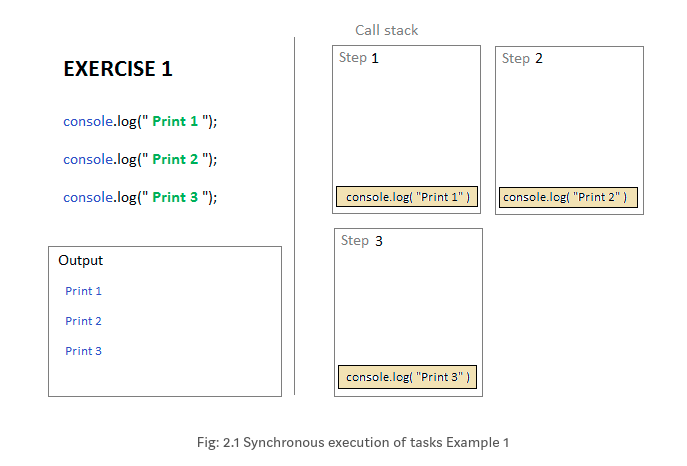 EXERCISE 1
console.log(" Print 1 ");
console.log(" Print 2 ");
console.log(" Print 3 ");
Output
Print 1
Print 2
Print 3
Call stack
Step 1
console.log( "Print 1" )
Step 2
console.log( "Print 2" )
Step 3
console.log( "Print 3" )
Fig: 2.1 Synchronous execution of tasks Example 1